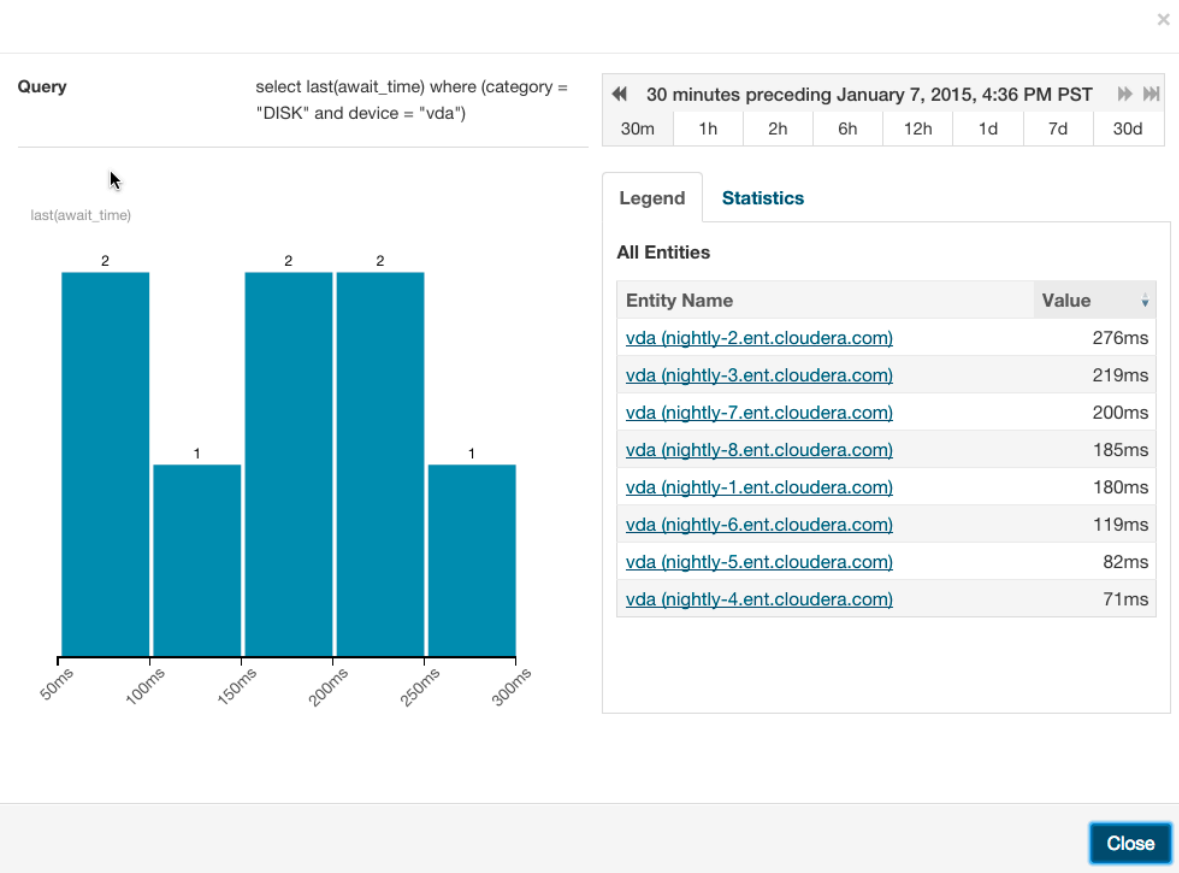 ×
Query
select last(await_time) where (category =
"DISK" and device = "vda")
30 minutes preceding January 7, 2015, 4:36 PM PST
30m 1h 2h 6h 12h 1d 7d 30d
last(await_time)
2 1 2 2 1
50ms 100ms 150ms 200ms 250ms 300ms
Legend Statistics
All Entities
Entity Name Value
vda (nightly-2.ent.cloudera.com) 276ms
vda (nightly-3.ent.cloudera.com) 219ms
vda (nightly-7.ent.cloudera.com) 200ms
vda (nightly-8.ent.cloudera.com) 185ms
vda (nightly-1.ent.cloudera.com) 180ms
vda (nightly-6.ent.cloudera.com) 119ms
vda (nightly-5.ent.cloudera.com) 82ms
vda (nightly-4.ent.cloudera.com) 71ms
Close